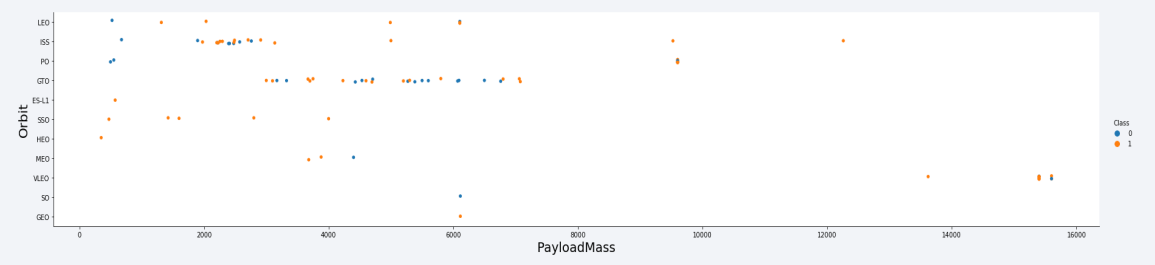 Orbit
LEO
ISS
PO
GTO
ES-L1
SSO
HEO
MEO
VLEO
SO
GEO
0 2000 4000 6000 8000 10000 12000 14000 16000
PayloadMass
Class
0
1